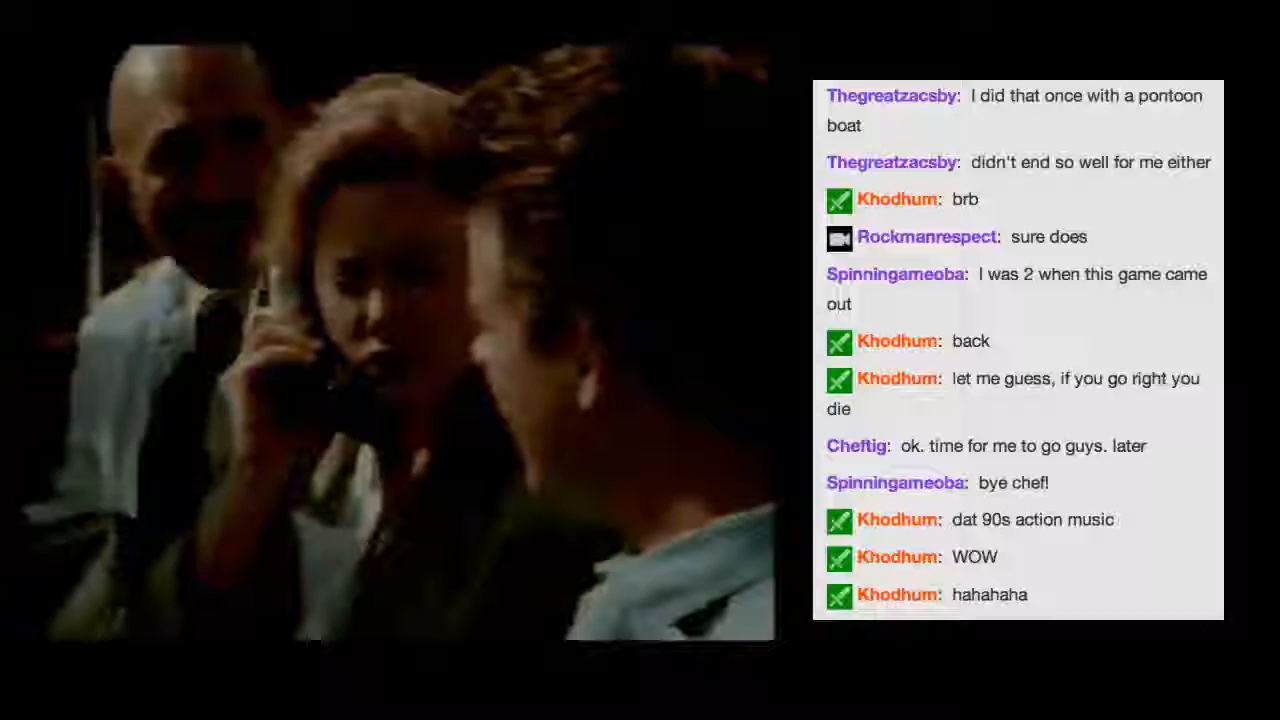 Thegreatzacsby: I did that once with a pontoon
boat
Thegreatzacsby: didn't end so well for me either
Khodhum: brb
Rockmanrespect: sure does
Spinningameoba: I was 2 when this game came
out
Khodhum: back
Khodhum: let me guess, if you go right you
die
Cheftig: ok. time for me to go guys. later
Spinningameoba: bye chef!
Khodhum: dat 90s action music
Khodhum: WOW
Khodhum: hahahaha